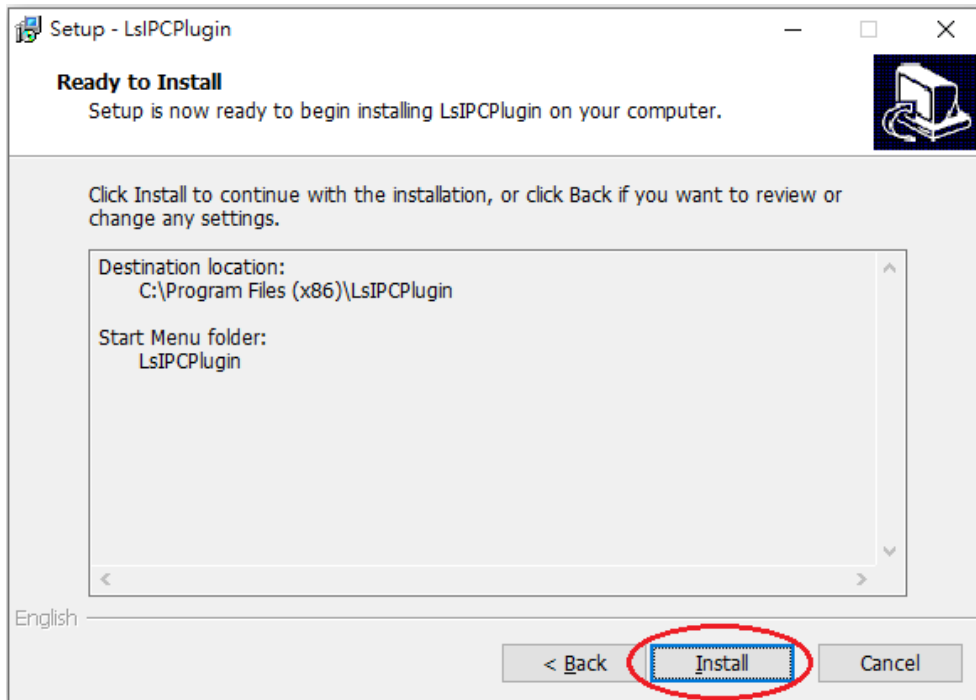 Setup - LsIPCPlugin
Ready to Install
Setup is now ready to begin installing LsIPCPlugin on your computer.
Click Install to continue with the installation, or click Back if you want to review or
change any settings.
Destination location:
C:\Program Files (x86)\LsIPCPlugin
Start Menu folder:
LsIPCPlugin
English
< Back Install Cancel